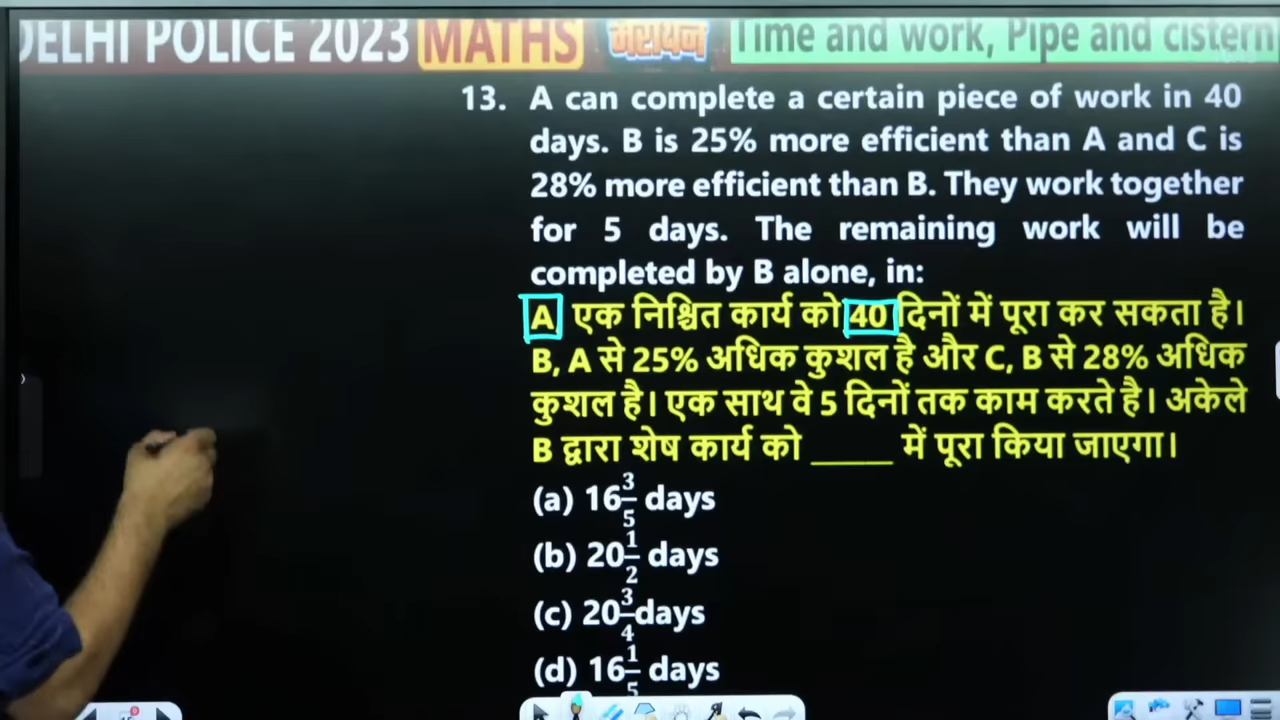 DELHI POLICE 2023 MATHS मैराथन Time and work, Pipe and cistern
13. A can complete a certain piece of work in 40
days. B is 25% more efficient than A and C is
28% more efficient than B. They work together
for 5 days. The remaining work will be
completed by B alone, in:
A एक निश्चित कार्य को 40 दिनों में पूरा कर सकता है।
B, A से 25% अधिक कुशल है और C, B से 28% अधिक
कुशल है। एक साथ वे 5 दिनों तक काम करते है। अकेले
B द्वारा शेष कार्य को _____ में पूरा किया जाएगा।
(a) 16 3/5 days
(b) 20 1/2 days
(c) 20 3/4 days
(d) 16 1/5 days